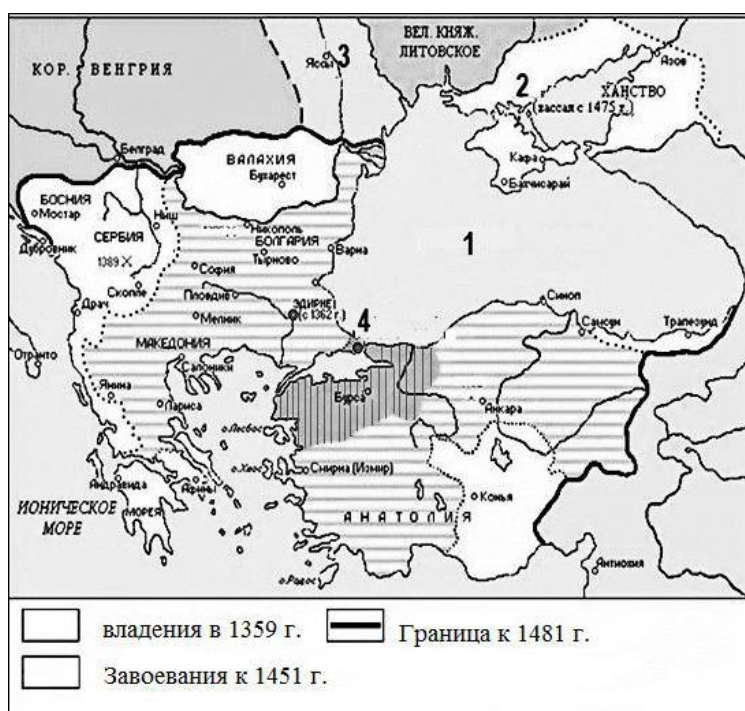 ВЕЛ. КНЯЖ.
ЛИТОВСКОЕ
КОР. ВЕНГРИЯ
Яссы
3
Азов
2
ХАНСТВО
(вассал с 1475 г.)
Кафа
Бахчисарай
Белград
ВАЛАХИЯ
Бухарест
БОСНИЯ
Мостар
Ниш
Никополь
СЕРБИЯ
БОЛГАРИЯ
Дубровник
1389 X
Тырново
Варна
1
София
Скопле
Пловдив
ЭДИРНЕ
(с 1362 г.)
4
Синоп
Драч
Мелник
Самсун
Трапезунд
МАКЕДОНИЯ
Отранто
Салоники
Янина
Бурса
Лариса
Анкара
о.Лесбос
о.Хиос
Смирна (Измир)
Андравида
Афины
Конья
ИОНИЧЕСКОЕ
МОРЕ
МОРЕЯ
АНАТОЛИЯ
Антиохия
о.Родос
владения в 1359 г.
Граница к 1481 г.
Завоевания к 1451 г.